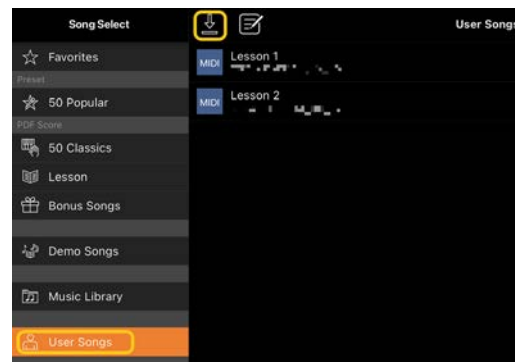 Song Select
Favorites
Preset
50 Popular
PDF Score
50 Classics
Lesson
Bonus Songs
Demo Songs
Music Library
User Songs
User Songs
MIDI
Lesson 1
MIDI
Lesson 2